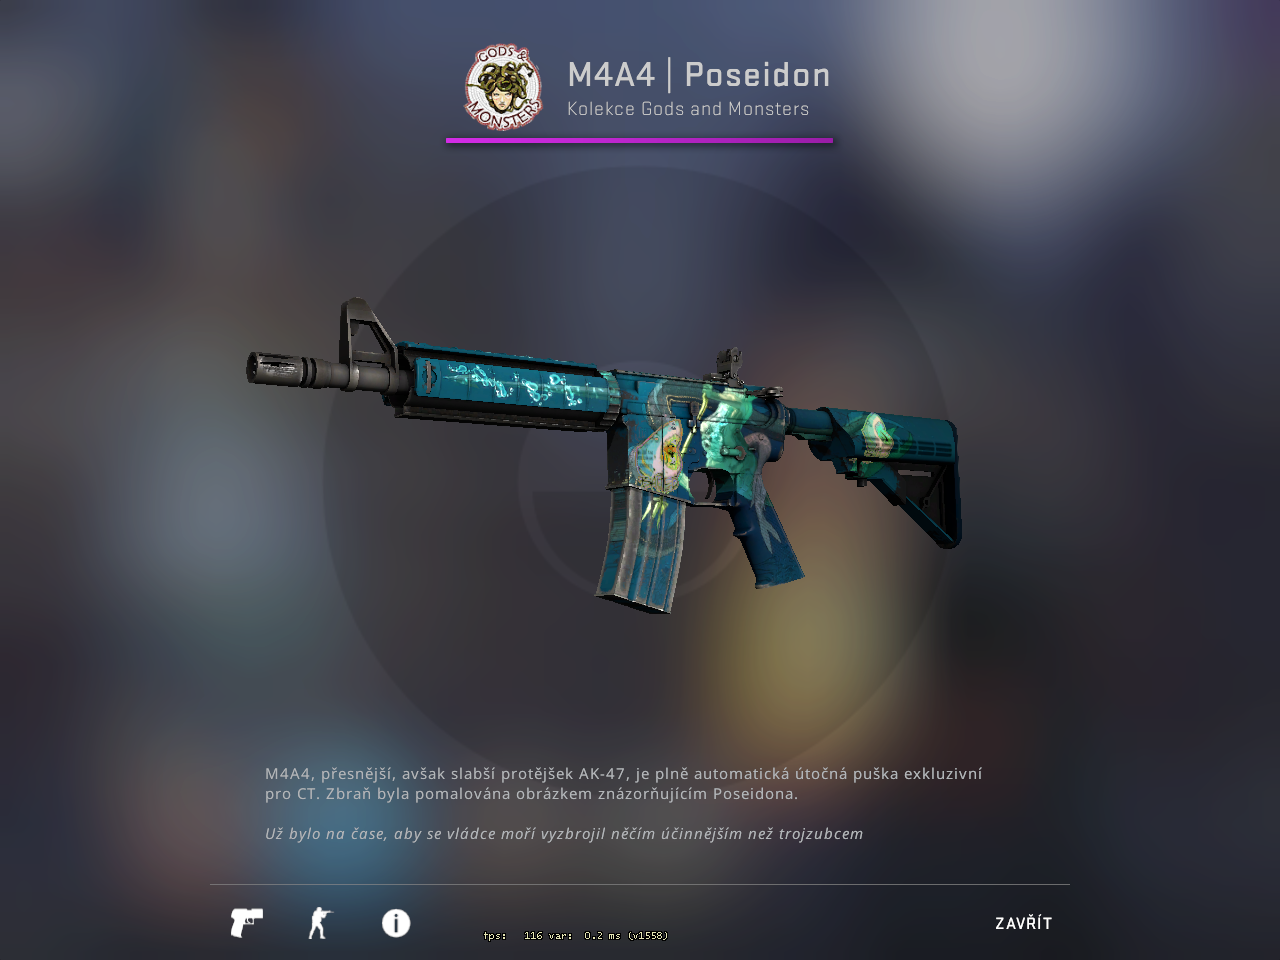 GODS &
MONSTERS
M4A4 | Poseidon
Kolekce Gods and Monsters
M4A4, přesnější, avšak slabší protějšek AK-47, je plně automatická útočná puška exkluzivní
pro CT. Zbraň byla pomalována obrázkem znázorňujícím Poseidona.
Už bylo na čase, aby se vládce moří vyzbrojil něčím účinnějším než trojzubcem
fps: 116 var: 0.2 ms (v1558)
ZAVŘÍT